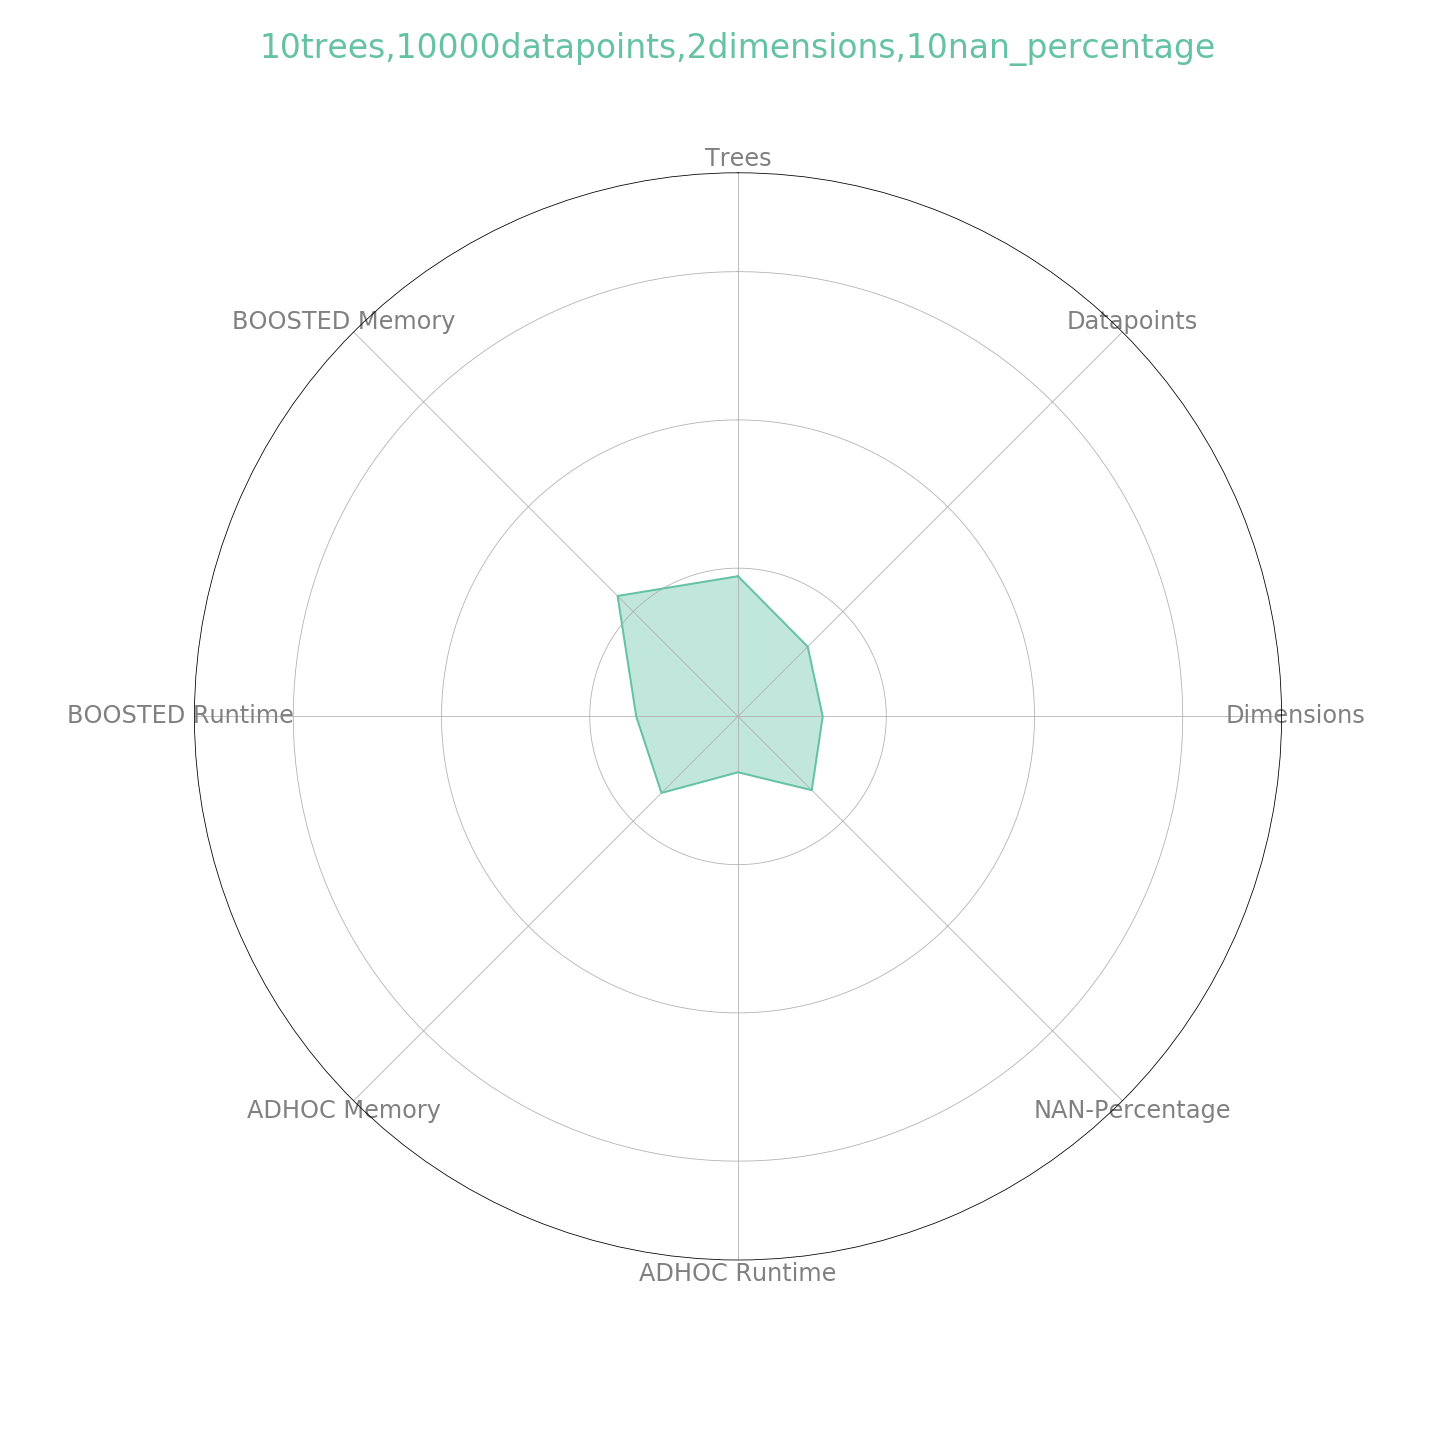 10trees,10000datapoints,2dimensions,10nan_percentage
Trees
BOOSTED Memory
Datapoints
BOOSTED Runtime
Dimensions
ADHOC Memory
NAN-Percentage
ADHOC Runtime